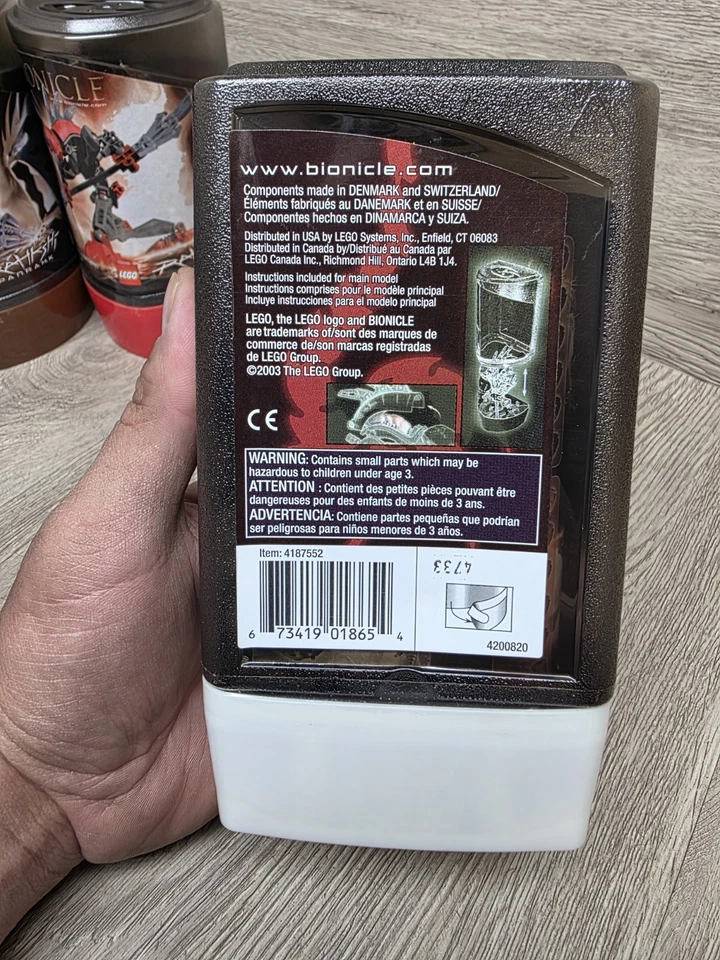 ONICLE
LEGO
www.bionicle.com
Components made in DENMARK and SWITZERLAND/
Éléments fabriqués au DANEMARK et en SUISSE/
Componentes hechos en DINAMARCA y SUIZA.
Distributed in USA by LEGO Systems, Inc., Enfield, CT 06083
Distributed in Canada by/Distribué au Canada par
LEGO Canada Inc., Richmond Hill, Ontario L4B 1J4.
Instructions included for main model
Instructions comprises pour le modèle principal
Incluye instrucciones para el modelo principal
LEGO, the LEGO logo and BIONICLE
are trademarks of/sont des marques de
commerce de/son marcas registradas
de LEGO Group.
©2003 The LEGO Group.
CE
WARNING: Contains small parts which may be
hazardous to children under age 3.
ATTENTION : Contient des petites pièces pouvant être
dangereuses pour des enfants de moins de 3 ans.
ADVERTENCIA: Contiene partes pequeñas que podrían
ser peligrosas para niños menores de 3 años.
Item: 4187552
6 73419 01865 4
4733
4200820